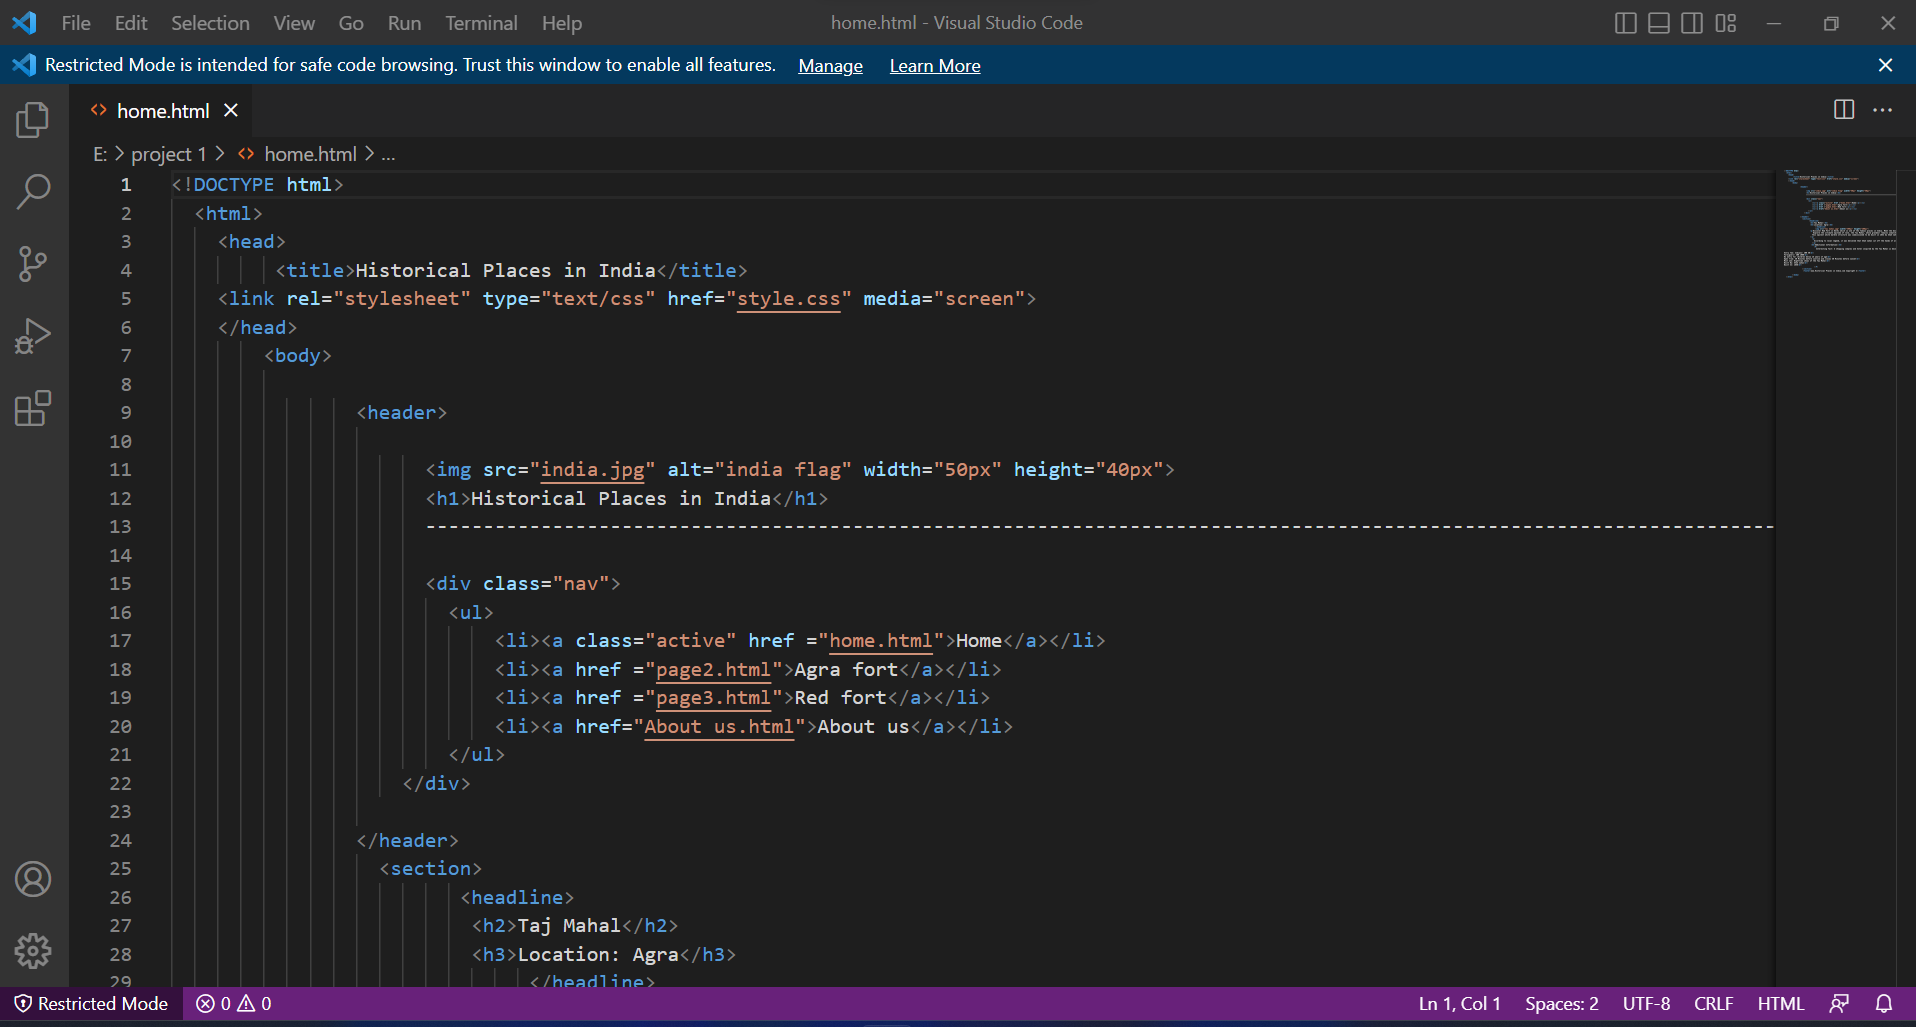 File Edit Selection View Go Run Terminal Help home.html - Visual Studio Code
Restricted Mode is intended for safe code browsing. Trust this window to enable all features. Manage Learn More
home.html
E: > project 1 > home.html > ...
1 <!DOCTYPE html>
2 <html>
3 <head>
4 <title>Historical Places in India</title>
5 <link rel="stylesheet" type="text/css" href="style.css" media="screen">
6 </head>
7 <body>
8
9 <header>
10
11 <img src="india.jpg" alt="india flag" width="50px" height="40px">
12 <h1>Historical Places in India</h1>
13 ---------------------------------------------------------------------------------------------------------------------
14
15 <div class="nav">
16 <ul>
17 <li><a class="active" href ="home.html">Home</a></li>
18 <li><a href ="page2.html">Agra fort</a></li>
19 <li><a href ="page3.html">Red fort</a></li>
20 <li><a href="About us.html">About us</a></li>
21 </ul>
22 </div>
23
24 </header>
25 <section>
26 <headline>
27 <h2>Taj Mahal</h2>
28 <h3>Location: Agra</h3>
29 </headline>
Restricted Mode 0 0 Ln 1, Col 1 Spaces: 2 UTF-8 CRLF HTML